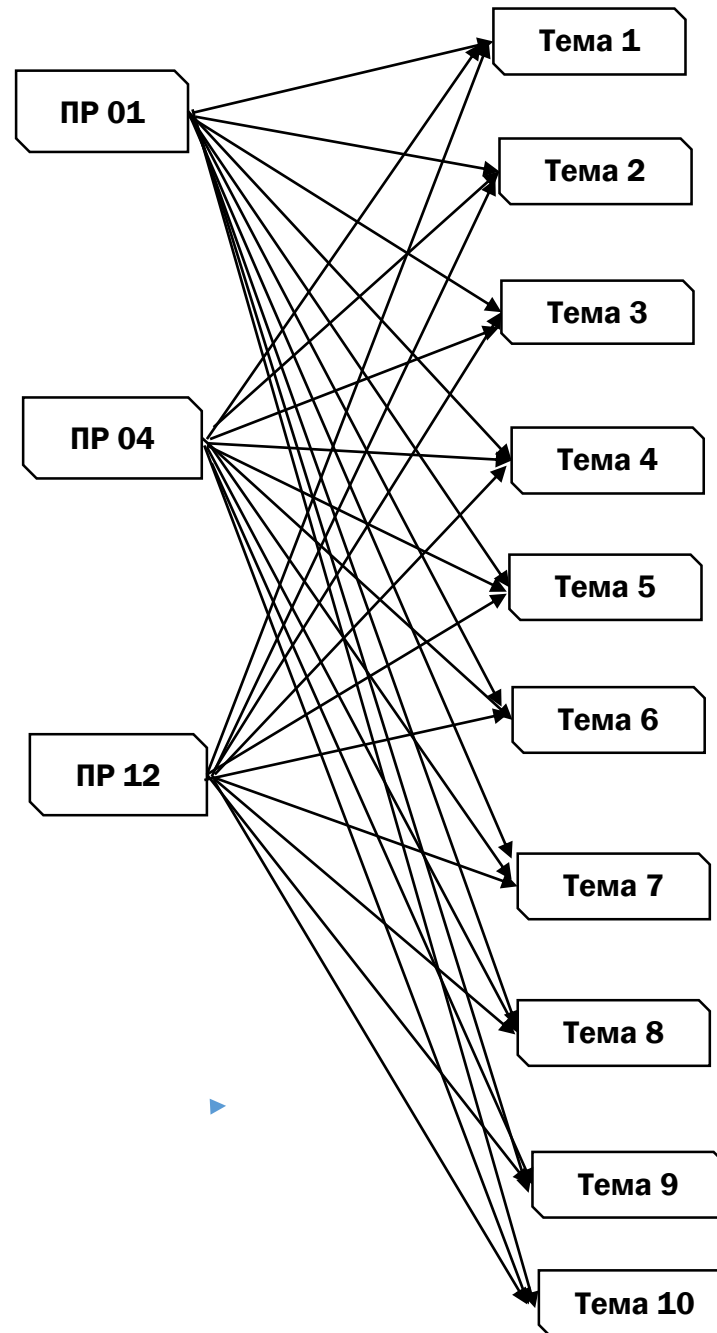 Тема 1
ПР 01
Тема 2
Тема 3
ПР 04
Тема 4
Тема 5
Тема 6
ПР 12
Тема 7
Тема 8
Тема 9
Тема 10